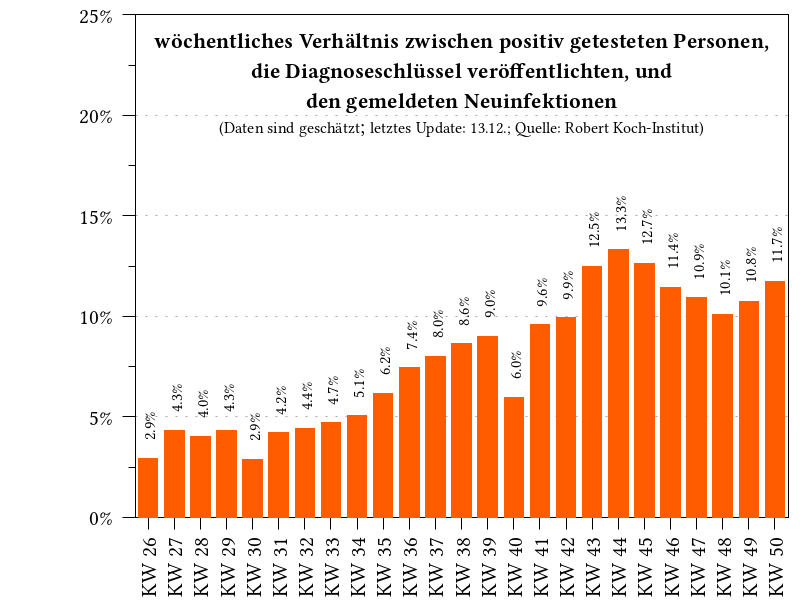 25%
wöchentliches Verhältnis zwischen positiv getesteten Personen,
die Diagnoseschlüssel veröffentlichten, und
den gemeldeten Neuinfektionen
20%
(Daten sind geschätzt; letztes Update: 13.12.; Quelle: Robert Koch-Institut)
15%
10%
5%
0%
2.9%
4.3%
4.0%
4.3%
2.9%
4.2%
4.4%
4.7%
5.1%
6.2%
7.4%
8.0%
8.6%
9.0%
6.0%
9.6%
9.9%
12.5%
13.3%
12.7%
11.4%
10.9%
10.1%
10.8%
11.7%
KW 26
KW 27
KW 28
KW 29
KW 30
KW 31
KW 32
KW 33
KW 34
KW 35
KW 36
KW 37
KW 38
KW 39
KW 40
KW 41
KW 42
KW 43
KW 44
KW 45
KW 46
KW 47
KW 48
KW 49
KW 50